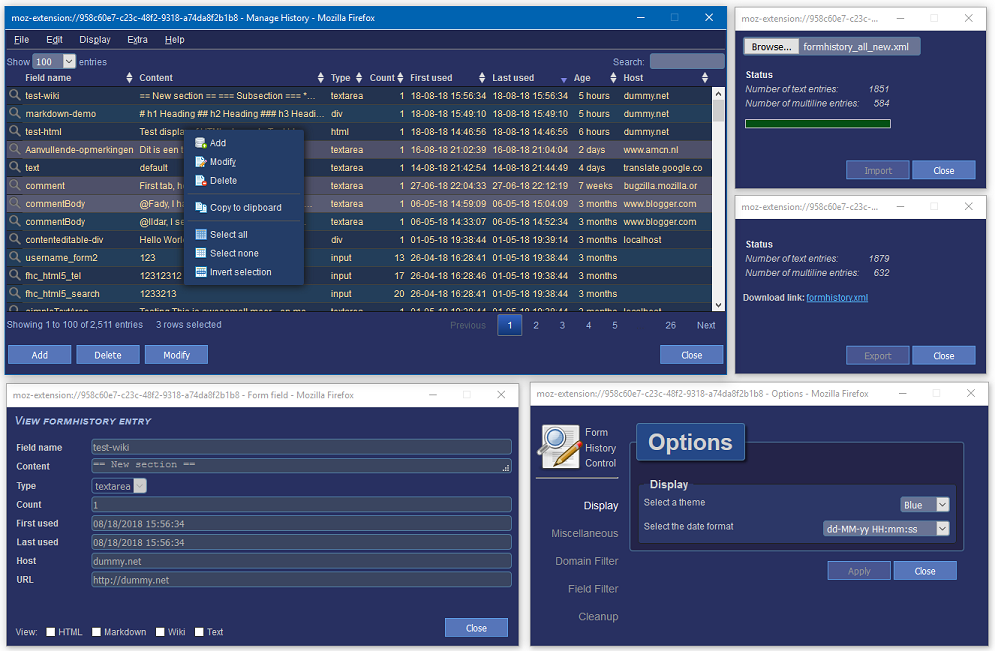 moz-extension://958c60e7-c23c-48f2-9318-a74da8f2b1b8 - Manage History - Mozilla Firefox
File Edit Display Extra Help
Show 100 entries Search:
Field name Content Type Count First used Last used Age Host
test-wiki == New section == === Subsection === *... textarea 1 18-08-18 15:56:34 18-08-18 15:56:34 5 hours dummy.net
markdown-demo # h1 Heading ## h2 Heading ### h3 Headi... div 1 18-08-18 15:49:10 18-08-18 15:49:10 5 hours dummy.net
test-html Test displa html 1 18-08-18 14:46:56 18-08-18 14:46:56 6 hours dummy.net
Aanvullende-opmerkingen Dit is een t textarea 1 16-08-18 21:02:39 16-08-18 21:04:04 2 days www.amcn.nl
text default textarea 1 14-08-18 21:42:54 14-08-18 21:44:49 4 days translate.google.co
comment First tab, h textarea 1 27-06-18 22:04:33 27-06-18 22:12:19 7 weeks bugzilla.mozilla.or
commentBody @Fady, I h textarea 1 06-05-18 14:59:09 06-05-18 15:04:09 3 months www.blogger.com
commentBody @Ildar, I s textarea 1 06-05-18 14:33:07 06-05-18 14:52:34 3 months www.blogger.com
contenteditable-div Hello Worl div 1 01-05-18 19:38:44 01-05-18 19:39:14 3 months localhost
username_form2 123 input 13 26-04-18 16:28:41 01-05-18 19:38:44 3 months
fhc_html5_tel 12312312 input 17 26-04-18 16:28:46 01-05-18 19:38:44 3 months
fhc_html5_search 1233213 input 20 26-04-18 16:28:41 01-05-18 19:38:44 3 months
Add
Modify
Delete
Copy to clipboard
Select all
Select none
Invert selection
Showing 1 to 100 of 2,511 entries 3 rows selected Previous 1 2 3 4 5 26 Next
Add Delete Modify Close
moz-extension://958c60e7-c23c-48f2-9318-a74da8f2b1b8 - Form field - Mozilla Firefox
View formhistory entry
Field name test-wiki
Content == New section ==
Type textarea
Count 1
First used 08/18/2018 15:56:34
Last used 08/18/2018 15:56:34
Host dummy.net
URL http://dummy.net
View: HTML Markdown Wiki Text Close
moz-extension://958c60e7-c23c-48f2-9318-a74da8f2b1b8 - Options - Mozilla Firefox
Form
History
Control
Display
Miscellaneous
Domain Filter
Field Filter
Cleanup
Options
Display
Select a theme Blue
Select the date format dd-MM-yy HH:mm:ss
Apply Close
moz-extension://958c60e7-c23c-48f2-9318-a74da8f2b1b8...
Browse... formhistory_all_new.xml
Status
Number of text entries: 1851
Number of multiline entries: 584
Import Close
moz-extension://958c60e7-c23c-48f2-9318-a74da8f2b1b8...
Status
Number of text entries: 1879
Number of multiline entries: 632
Download link: formhistory.xml
Export Close